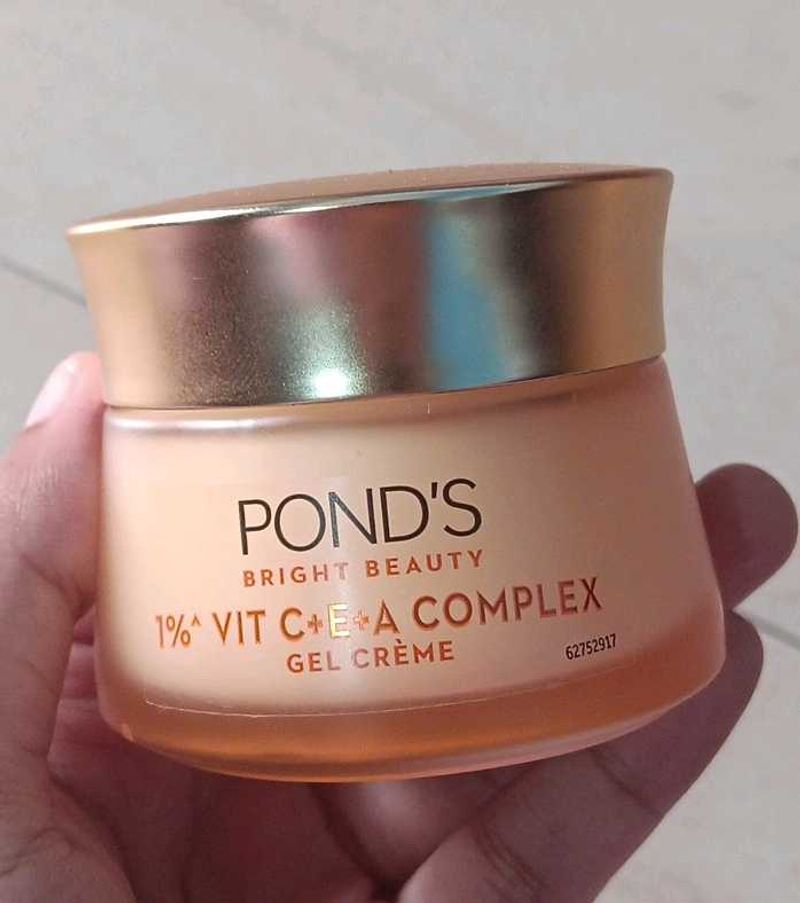 POND'S
BRIGHT BEAUTY
1%^ VIT C+E+A COMPLEX
GEL CRÈME
62752917